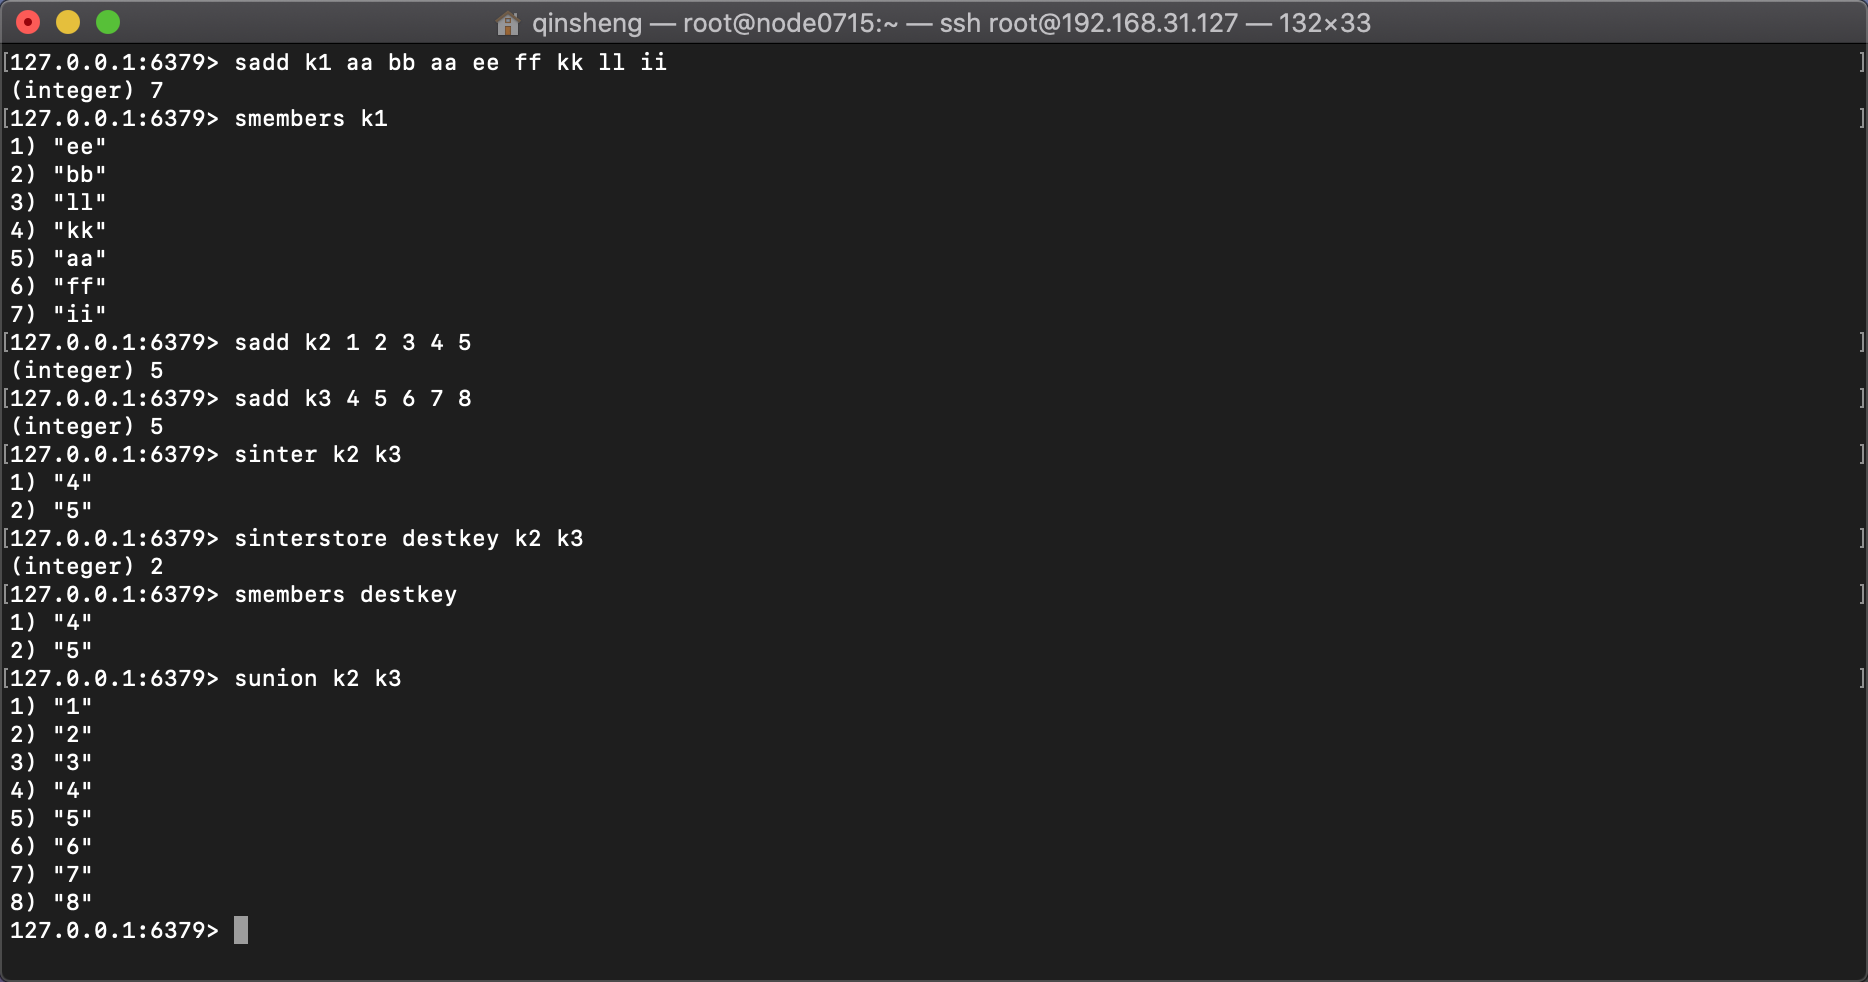 qinsheng — root@node0715:~ — ssh root@192.168.31.127 — 132×33
[127.0.0.1:6379> sadd k1 aa bb aa ee ff kk ll ii ]
(integer) 7
[127.0.0.1:6379> smembers k1 ]
1) "ee"
2) "bb"
3) "ll"
4) "kk"
5) "aa"
6) "ff"
7) "ii"
[127.0.0.1:6379> sadd k2 1 2 3 4 5 ]
(integer) 5
[127.0.0.1:6379> sadd k3 4 5 6 7 8 ]
(integer) 5
[127.0.0.1:6379> sinter k2 k3 ]
1) "4"
2) "5"
[127.0.0.1:6379> sinterstore destkey k2 k3 ]
(integer) 2
[127.0.0.1:6379> smembers destkey ]
1) "4"
2) "5"
[127.0.0.1:6379> sunion k2 k3 ]
1) "1"
2) "2"
3) "3"
4) "4"
5) "5"
6) "6"
7) "7"
8) "8"
127.0.0.1:6379>